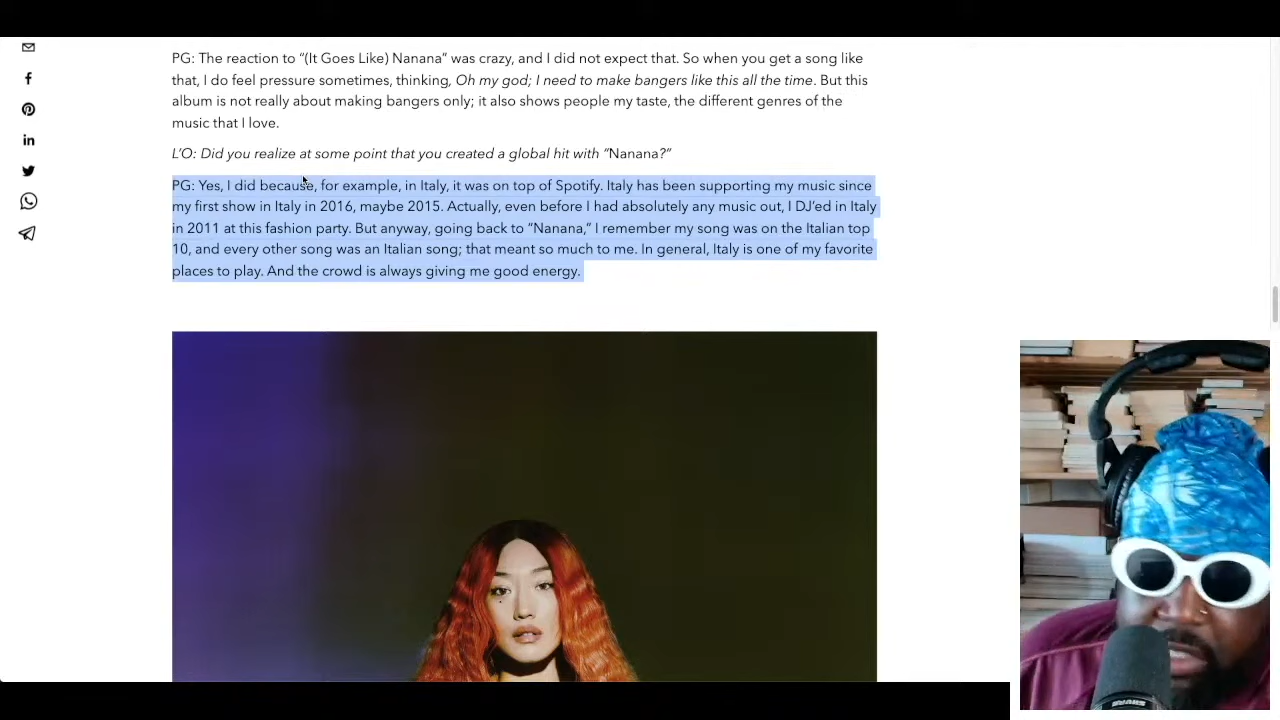 PG: The reaction to “(It Goes Like) Nanana” was crazy, and I did not expect that. So when you get a song like
that, I do feel pressure sometimes, thinking, Oh my god; I need to make bangers like this all the time. But this
album is not really about making bangers only; it also shows people my taste, the different genres of the
music that I love.
L’O: Did you realize at some point that you created a global hit with “Nanana?”
PG: Yes, I did because, for example, in Italy, it was on top of Spotify. Italy has been supporting my music since
my first show in Italy in 2016, maybe 2015. Actually, even before I had absolutely any music out, I DJ’ed in Italy
in 2011 at this fashion party. But anyway, going back to “Nanana,” I remember my song was on the Italian top
10, and every other song was an Italian song; that meant so much to me. In general, Italy is one of my favorite
places to play. And the crowd is always giving me good energy.
SHURE